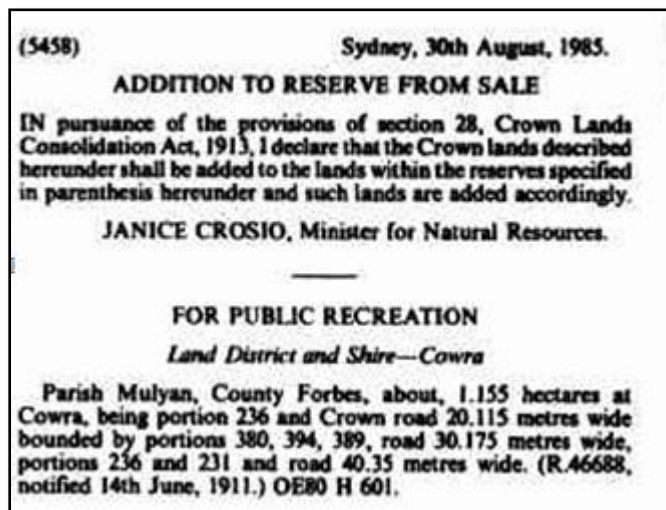 (5458) Sydney, 30th August, 1985.
ADDITION TO RESERVE FROM SALE
IN pursuance of the provisions of section 28, Crown Lands
Consolidation Act, 1913, I declare that the Crown lands described
hereunder shall be added to the lands within the reserves specified
in parenthesis hereunder and such lands are added accordingly.
JANICE CROSIO, Minister for Natural Resources.
FOR PUBLIC RECREATION
Land District and Shire—Cowra
Parish Mulyan, County Forbes, about, 1.155 hectares at
Cowra, being portion 236 and Crown road 20.115 metres wide
bounded by portions 380, 394, 389, road 30.175 metres wide,
portions 236 and 231 and road 40.35 metres wide. (R.46688,
notified 14th June, 1911.) OE80 H 601.